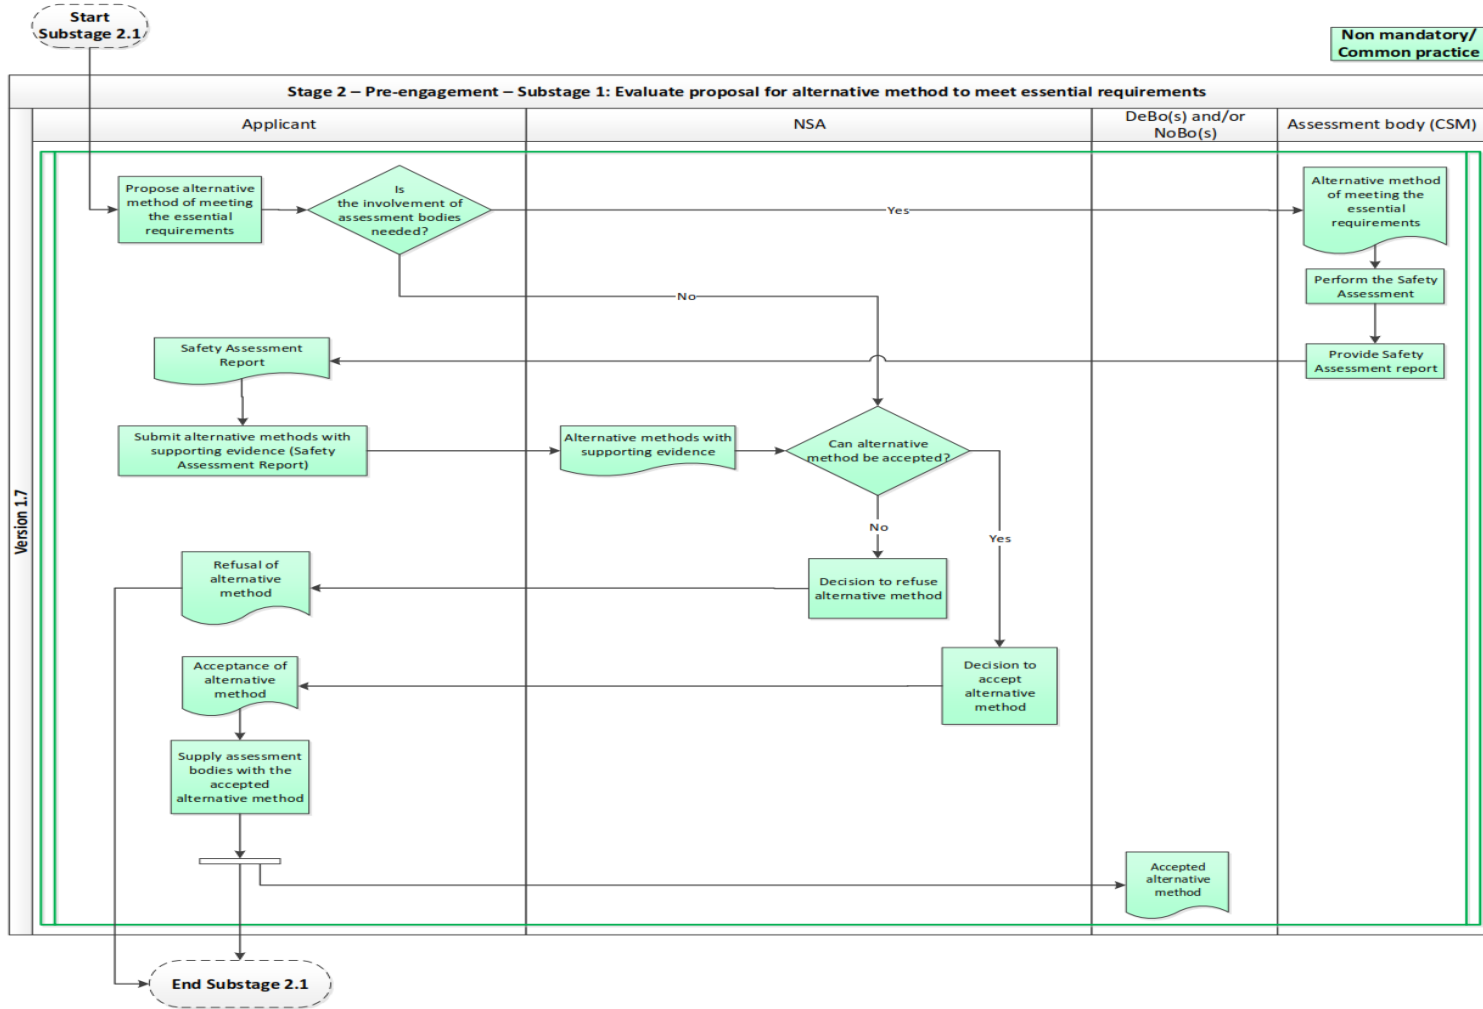 Start
Substage 2.1
Non mandatory/
Common practice
Stage 2 – Pre-engagement – Substage 1: Evaluate proposal for alternative method to meet essential requirements
Version 1.7
Applicant
NSA
DeBo(s) and/or
NoBo(s)
Assessment body (CSM)
Propose alternative
method of meeting
the essential
requirements
Is
the involvement of
assessment bodies
needed?
Yes
Alternative method
of meeting the
essential
requirements
Perform the Safety
Assessment
No
Provide Safety
Assessment report
Safety Assessment
Report
Submit alternative methods with
supporting evidence (Safety
Assessment Report)
Alternative methods with
supporting evidence
Can alternative
method be accepted?
No
Yes
Decision to refuse
alternative method
Refusal of
alternative
method
Decision to
accept
alternative
method
Acceptance of
alternative
method
Supply assessment
bodies with the
accepted
alternative method
Accepted
alternative
method
End Substage 2.1